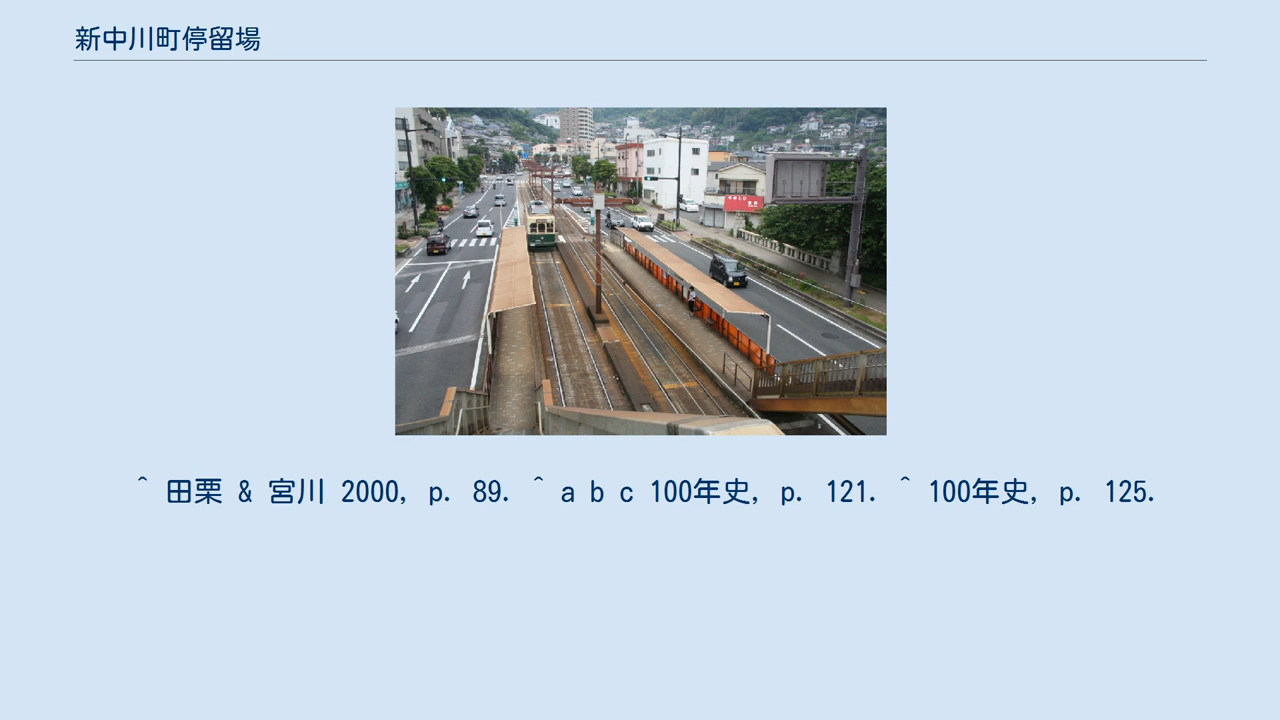 新中川町停留場
^ 田栗 & 宮川 2000, p. 89. ^ a b c 100年史, p. 121. ^ 100年史, p. 125.